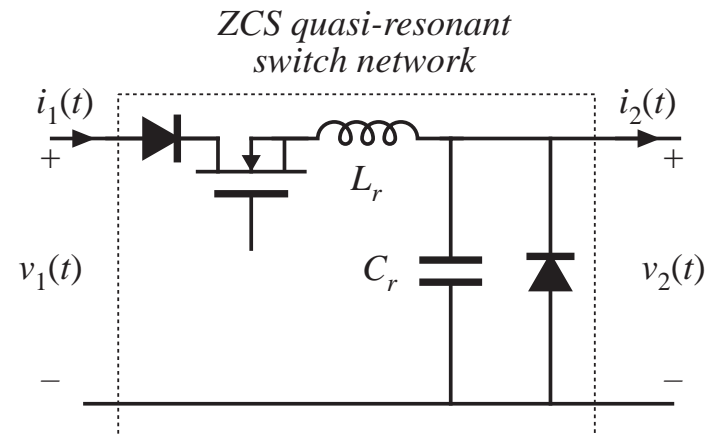 ZCS quasi-resonant
switch network
i₁(t) i₂(t)
+ +
Lᵣ
v₁(t) Cᵣ v₂(t)
– –